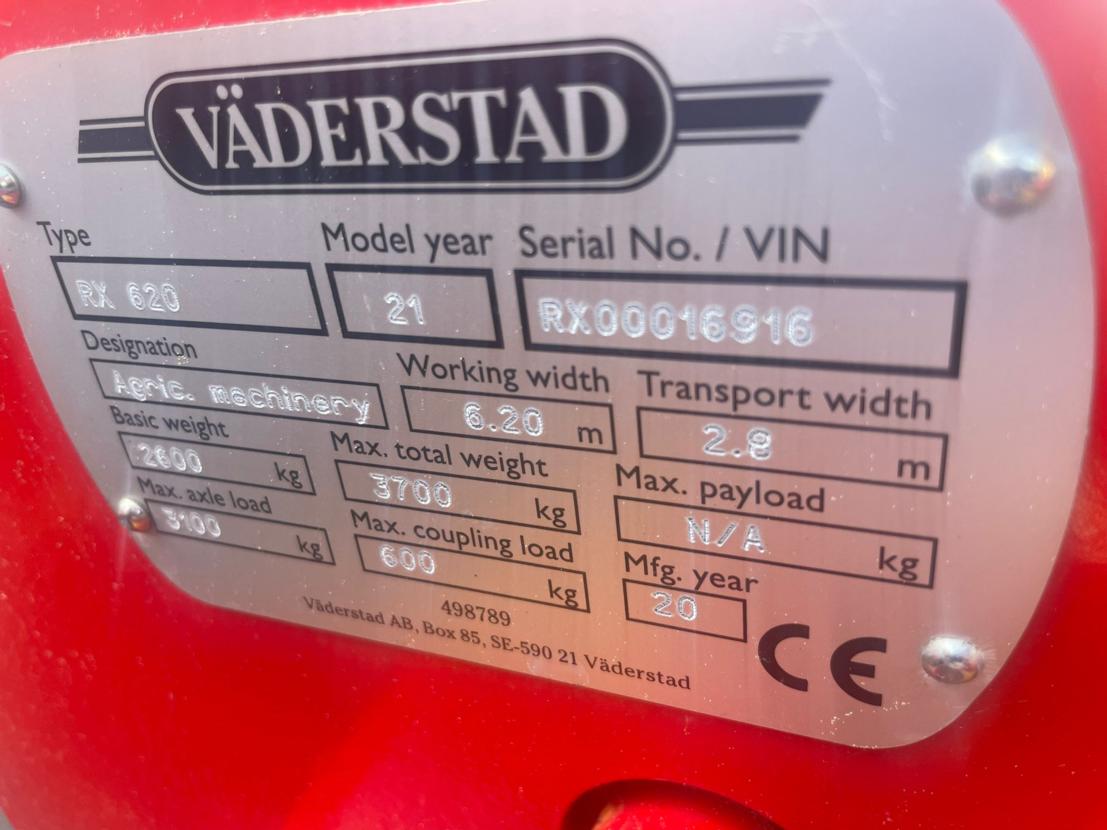 VÄDERSTAD
Type Model year Serial No. / VIN
RX 620 21 RX00016916
Designation Working width Transport width
Agric. machinery 6.20 m 2.8 m
Basic weight Max. total weight Max. payload
2600 kg 3700 kg N/A kg
Max. axle load Max. coupling load Mfg. year
3100 kg 600 kg 20
498789
Väderstad AB, Box 85, SE-590 21 Väderstad
CE